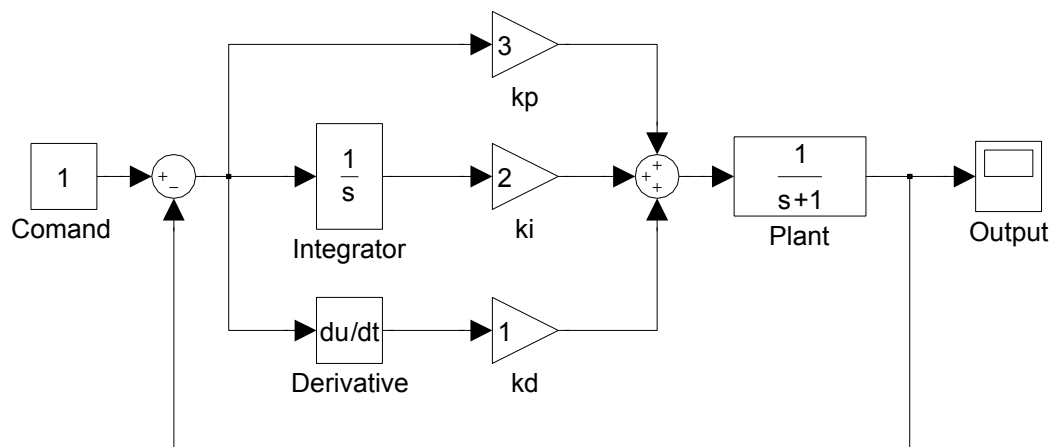 3
kp
1
+
−
Comand
1
s
Integrator
2
ki
+
+
+
1
s+1
Plant
Output
du/dt
Derivative
1
kd